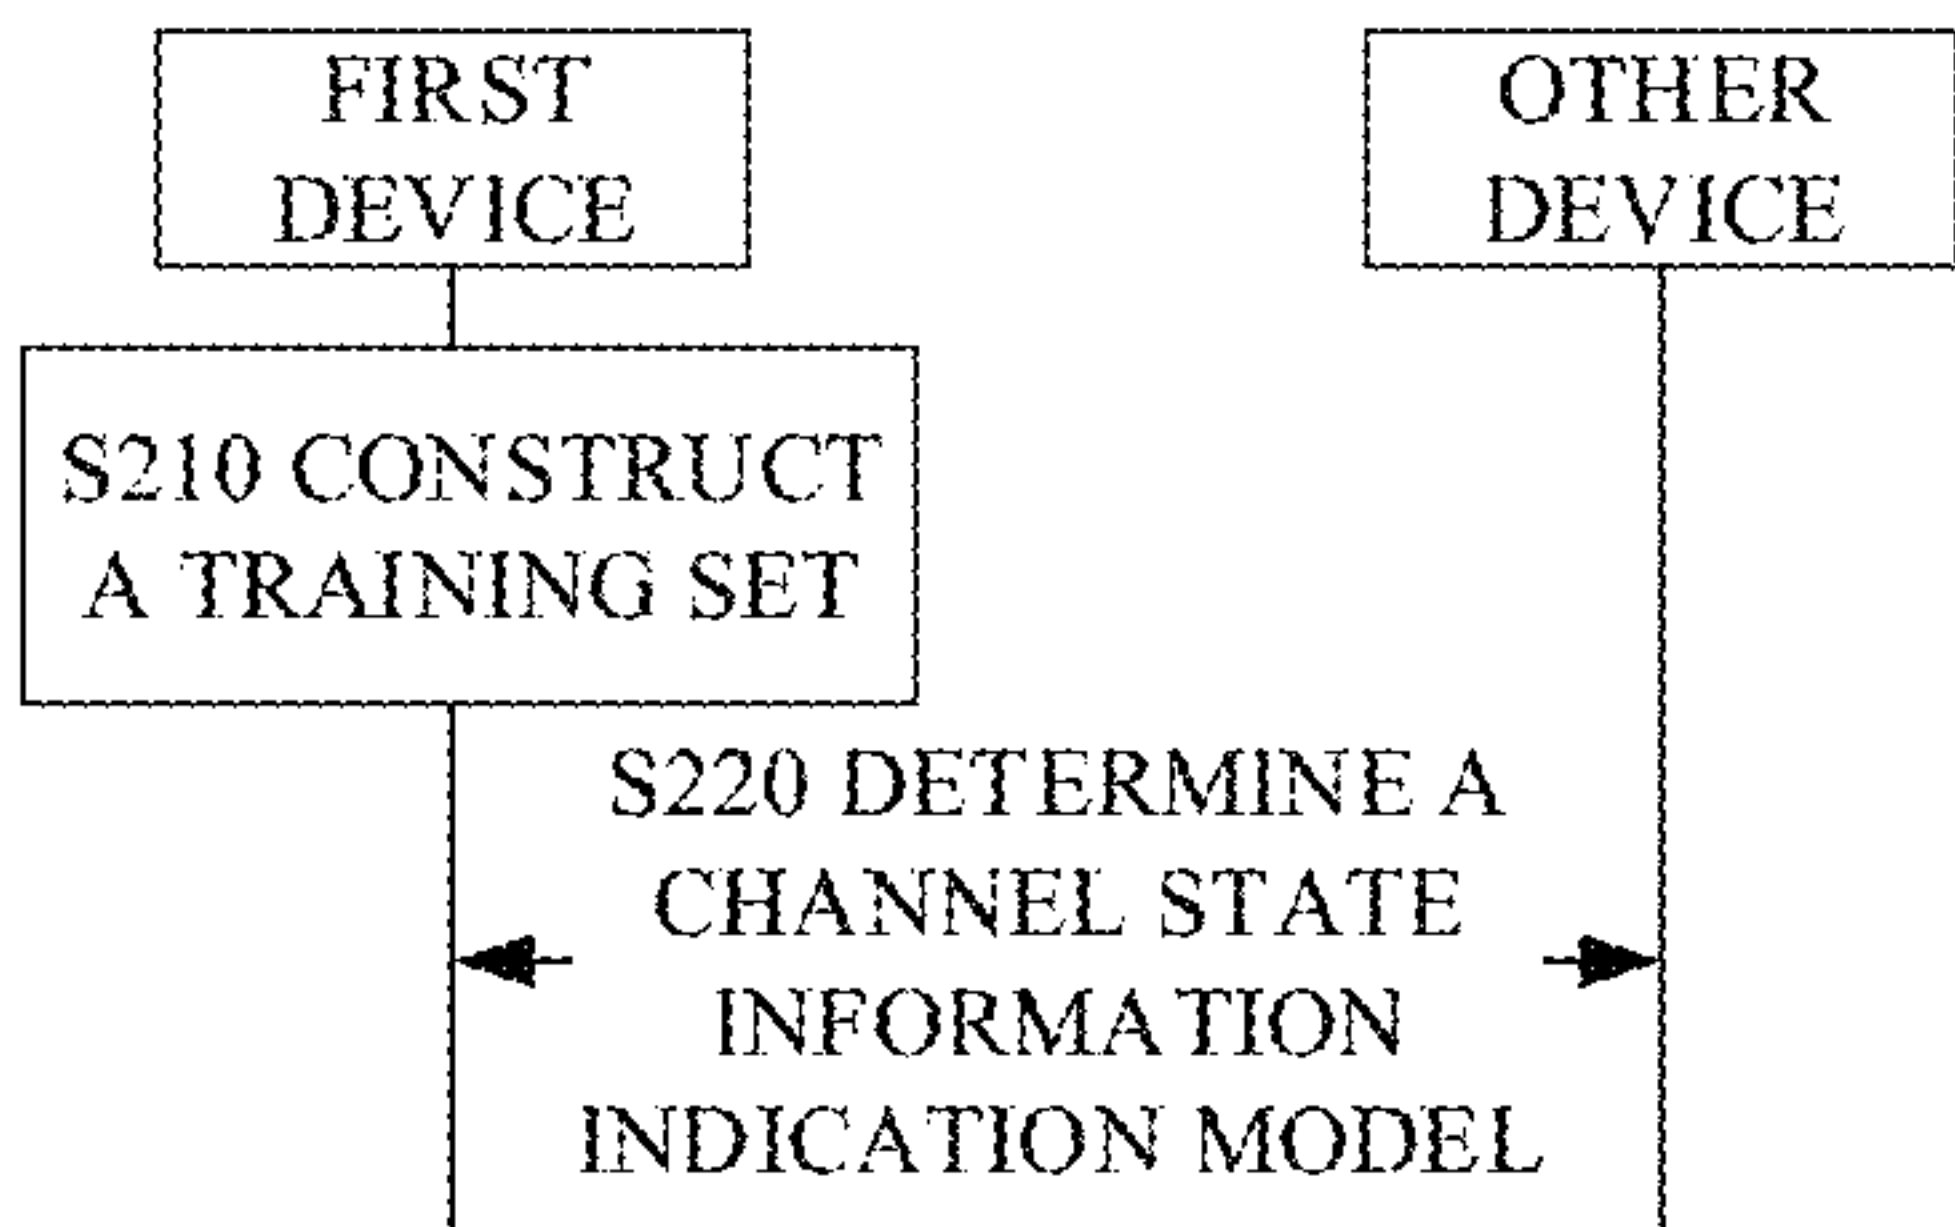 FIRST
DEVICE
OTHER
DEVICE
S210 CONSTRUCT
A TRAINING SET
S220 DETERMINE A
CHANNEL STATE
INFORMATION
INDICATION MODEL